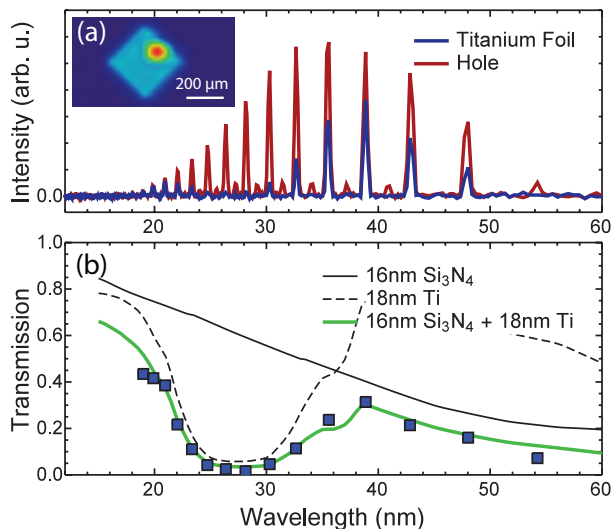 (a)
Titanium Foil
Hole
200 µm
Intensity (arb. u.)
0.0
20 30 40 50 60
(b)
16nm Si₃N₄
18nm Ti
16nm Si₃N₄ + 18nm Ti
Transmission
1.0
0.8
0.6
0.4
0.2
0.0
20 30 40 50 60
Wavelength (nm)